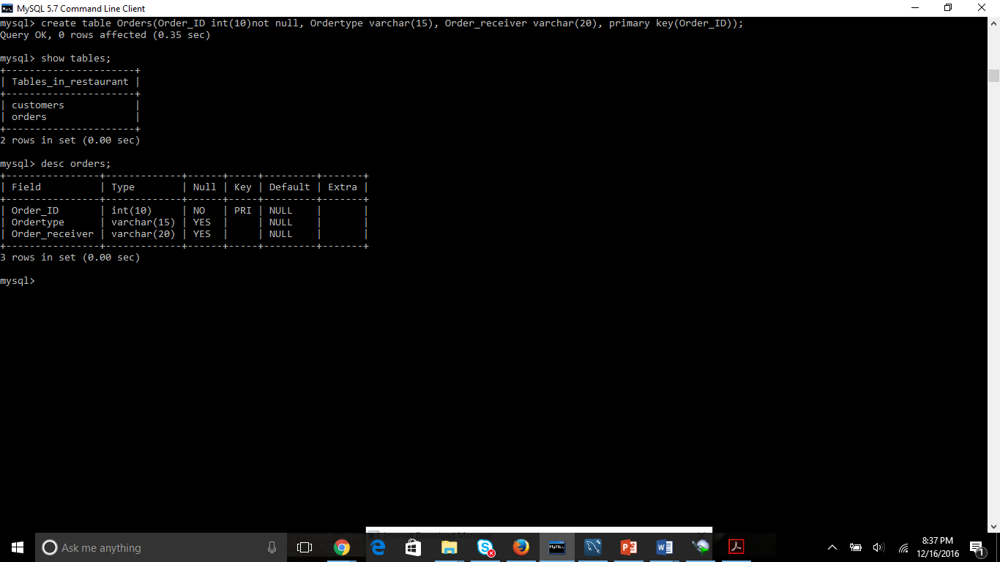 MySQL 5.7 Command Line Client
mysql> create table Orders(Order_ID int(10)not null, Ordertype varchar(15), Order_receiver varchar(20), primary key(Order_ID));
Query OK, 0 rows affected (0.35 sec)
mysql> show tables;
+----------------------+
| Tables_in_restaurant |
+----------------------+
| customers            |
| orders               |
+----------------------+
2 rows in set (0.00 sec)
mysql> desc orders;
+----------------+-------------+------+-----+---------+-------+
| Field          | Type        | Null | Key | Default | Extra |
+----------------+-------------+------+-----+---------+-------+
| Order_ID       | int(10)     | NO   | PRI | NULL    |       |
| Ordertype      | varchar(15) | YES  |     | NULL    |       |
| Order_receiver | varchar(20) | YES  |     | NULL    |       |
+----------------+-------------+------+-----+---------+-------+
3 rows in set (0.00 sec)
mysql>
Internet Download Manager
Ask me anything
8:37 PM
12/16/2016
1